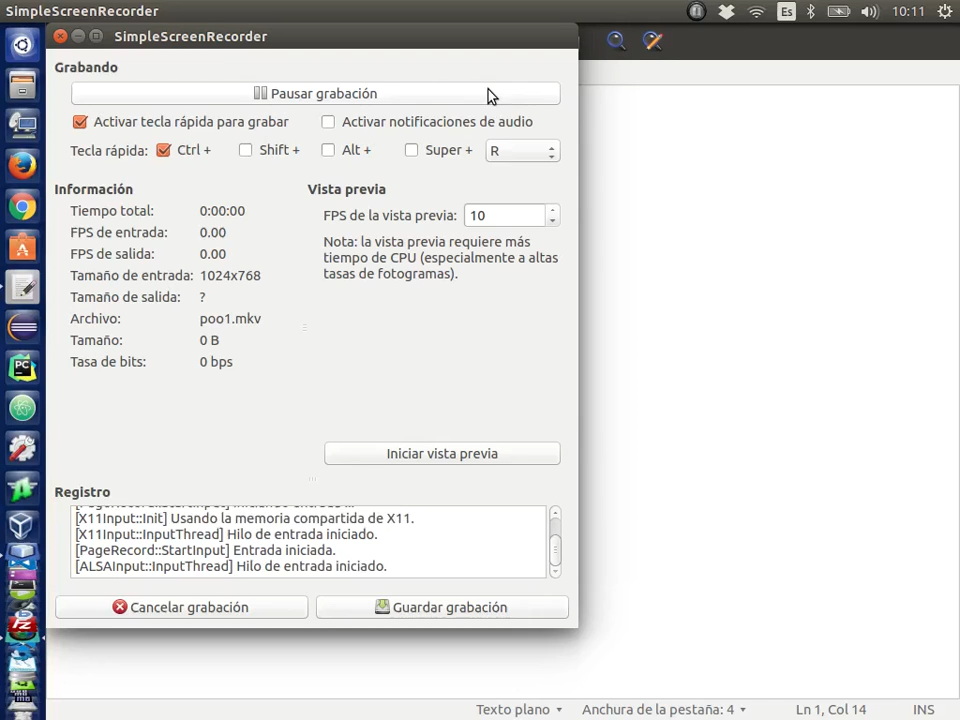 SimpleScreenRecorder
Es
10:11
SimpleScreenRecorder
Grabando
Pausar grabación
Activar tecla rápida para grabar
Activar notificaciones de audio
Tecla rápida: Ctrl + Shift + Alt + Super + R
Información
Vista previa
Tiempo total: 0:00:00
FPS de la vista previa: 10
FPS de entrada: 0.00
Nota: la vista previa requiere más
FPS de salida: 0.00
tiempo de CPU (especialmente a altas
tasas de fotogramas).
Tamaño de entrada: 1024x768
Tamaño de salida: ?
Archivo: poo1.mkv
Tamaño: 0 B
Tasa de bits: 0 bps
Iniciar vista previa
Registro
[X11Input::Init] Usando la memoria compartida de X11.
[X11Input::InputThread] Hilo de entrada iniciado.
[PageRecord::StartInput] Entrada iniciada.
[ALSAInput::InputThread] Hilo de entrada iniciado.
Cancelar grabación
Guardar grabación
PC
Texto plano
Anchura de la pestaña: 4
Ln 1, Col 14
INS